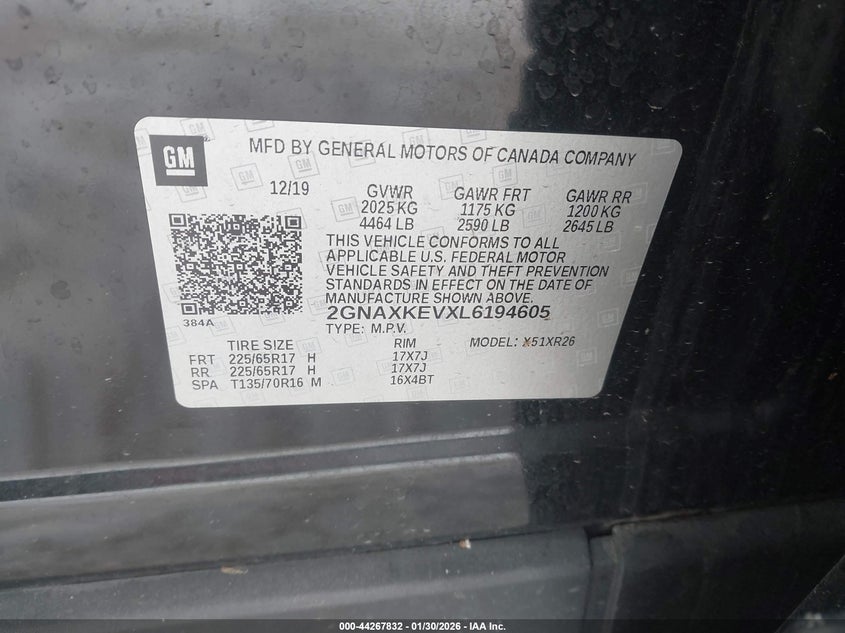 GM
MFD BY GENERAL MOTORS OF CANADA COMPANY
12/19 GVWR GAWR FRT GAWR RR
2025 KG 1175 KG 1200 KG
4464 LB 2590 LB 2645 LB
THIS VEHICLE CONFORMS TO ALL
APPLICABLE U.S. FEDERAL MOTOR
VEHICLE SAFETY AND THEFT PREVENTION
STANDARDS IN EFFECT ON THE DATE OF
MANUFACTURE SHOWN ABOVE.
384A
2GNAXKEVXL6194605
TYPE: M.P.V.
TIRE SIZE RIM MODEL: X51XR26
FRT 225/65R17 H 17X7J
RR 225/65R17 H 17X7J
SPA T135/70R16 M 16X4BT
000-44267832 - 01/30/2026 - IAA Inc.